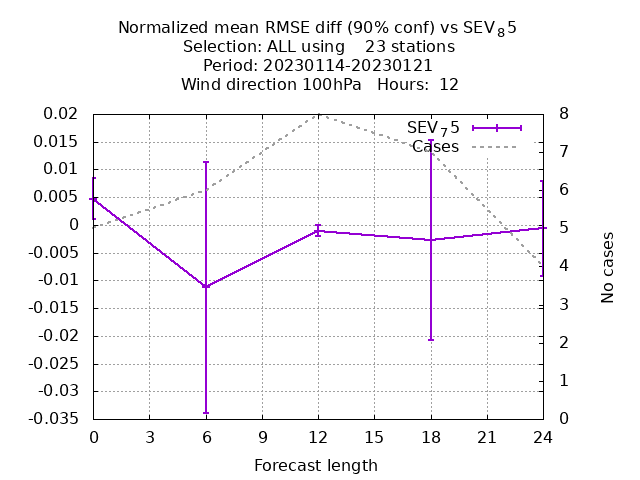 Normalized mean RMSE diff (90% conf) vs SEV₈5
Selection: ALL using    23 stations
Period: 20230114-20230121
Wind direction 100hPa   Hours:  12
SEV₇5
Cases
0.02
0.015
0.01
0.005
0
-0.005
-0.01
-0.015
-0.02
-0.025
-0.03
-0.035
8
7
6
5
4
3
2
1
0
No cases
0 3 6 9 12 15 18 21 24
Forecast length